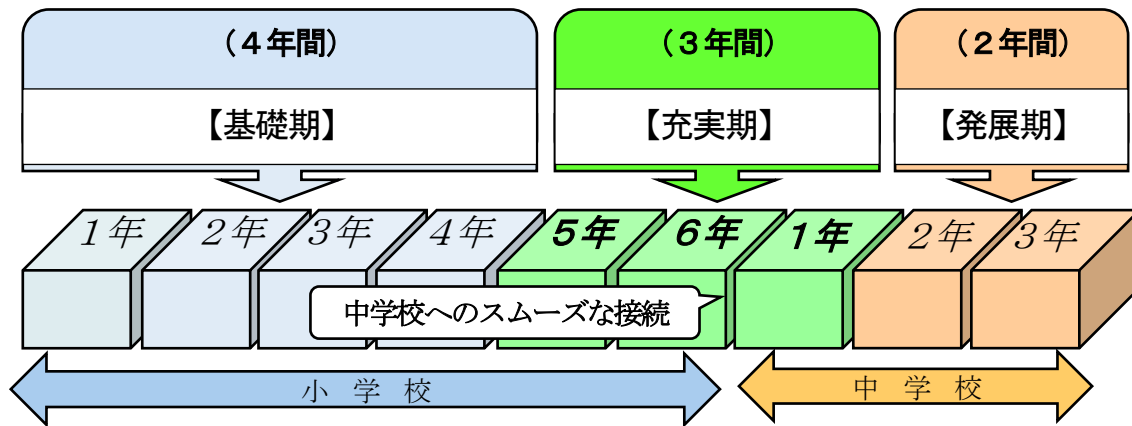 （４年間）
（３年間）
（２年間）
【基礎期】
【充実期】
【発展期】
１年
２年
３年
４年
５年
６年
１年
２年
３年
中学校へのスムーズな接続
小　学　校
中　学　校